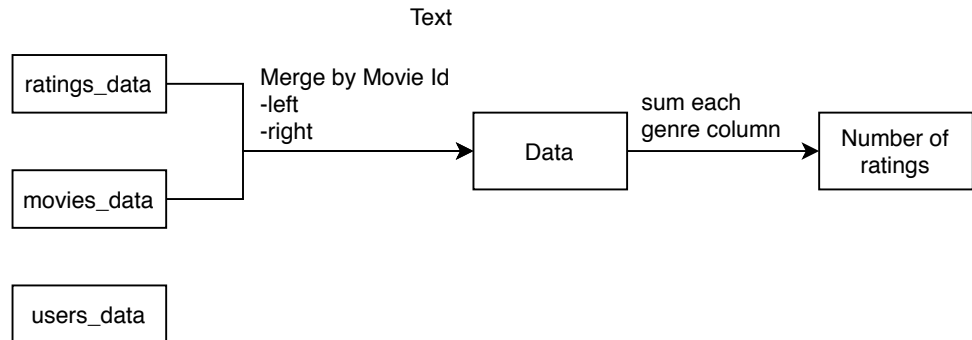 Text
ratings_data
Merge by Movie Id
-left
-right
sum each
genre column
Data
Number of
ratings
movies_data
users_data